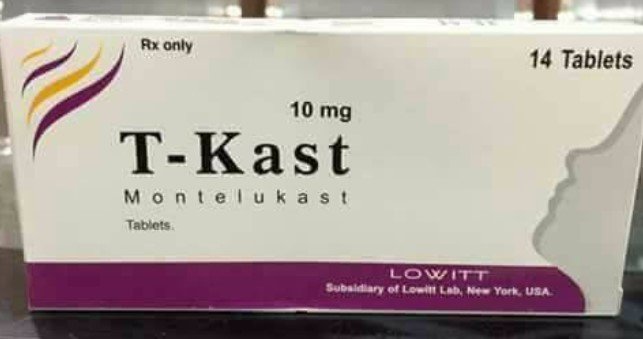 Rx only
14 Tablets
10 mg
T-Kast
Montelukast
Tablets.
LOWITT
Subsidiary of Lowitt Lab, New York, USA.